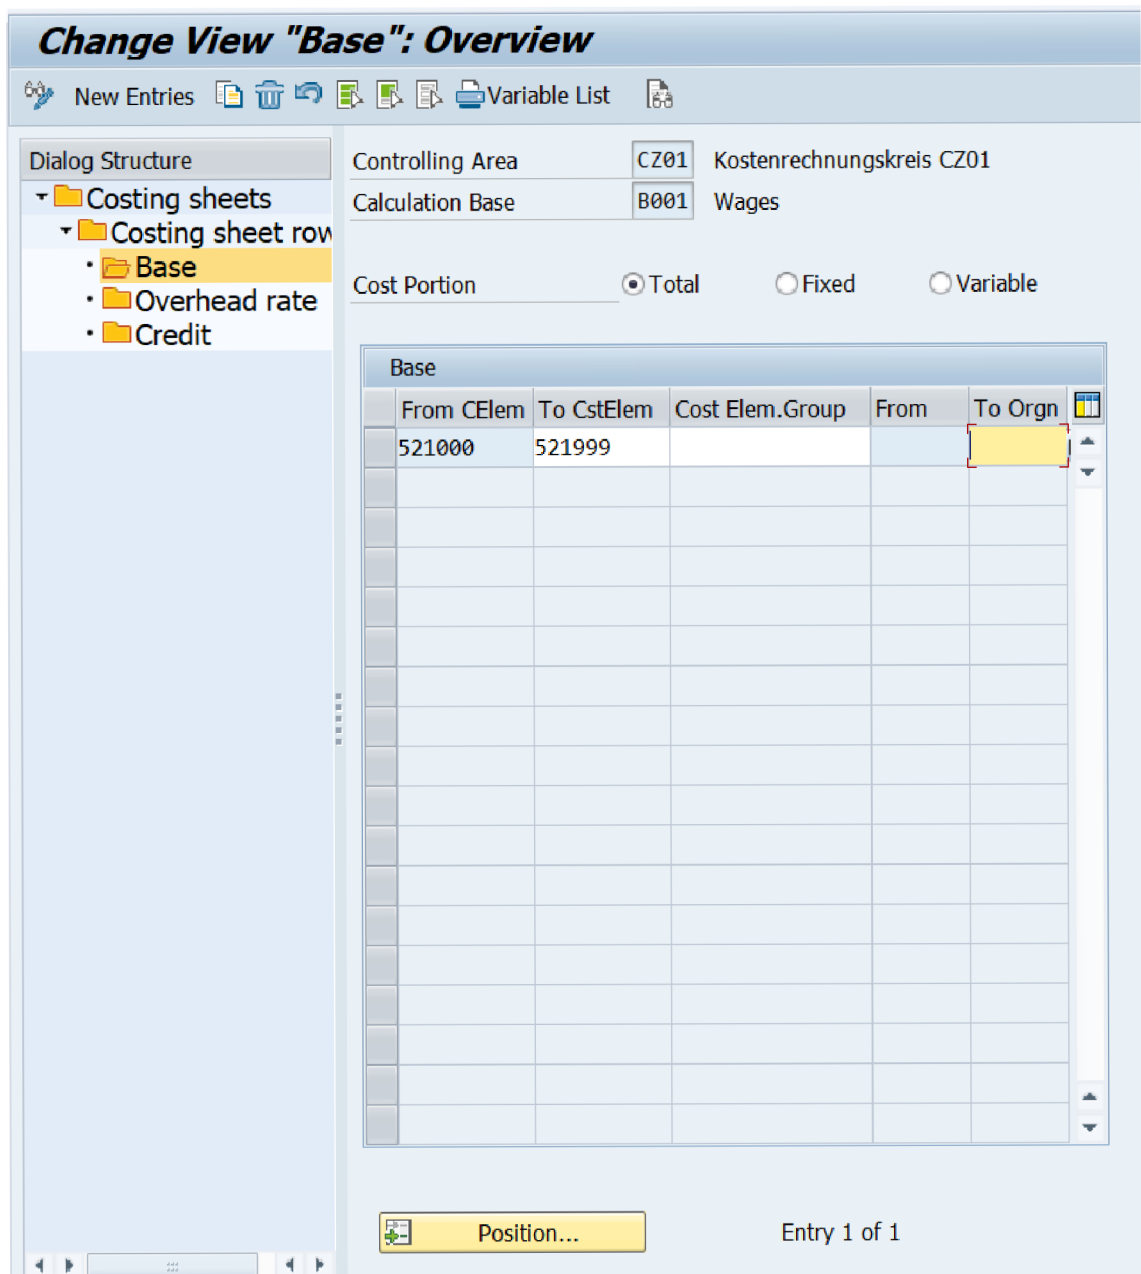 Change View "Base": Overview
New Entries Variable List
Dialog Structure
Costing sheets
Costing sheet row
Base
Overhead rate
Credit
Controlling Area CZ01 Kostenrechnungskreis CZ01
Calculation Base B001 Wages
Cost Portion Total Fixed Variable
Base
From CElem To CstElem Cost Elem.Group From To Orgn
521000 521999
Position... Entry 1 of 1